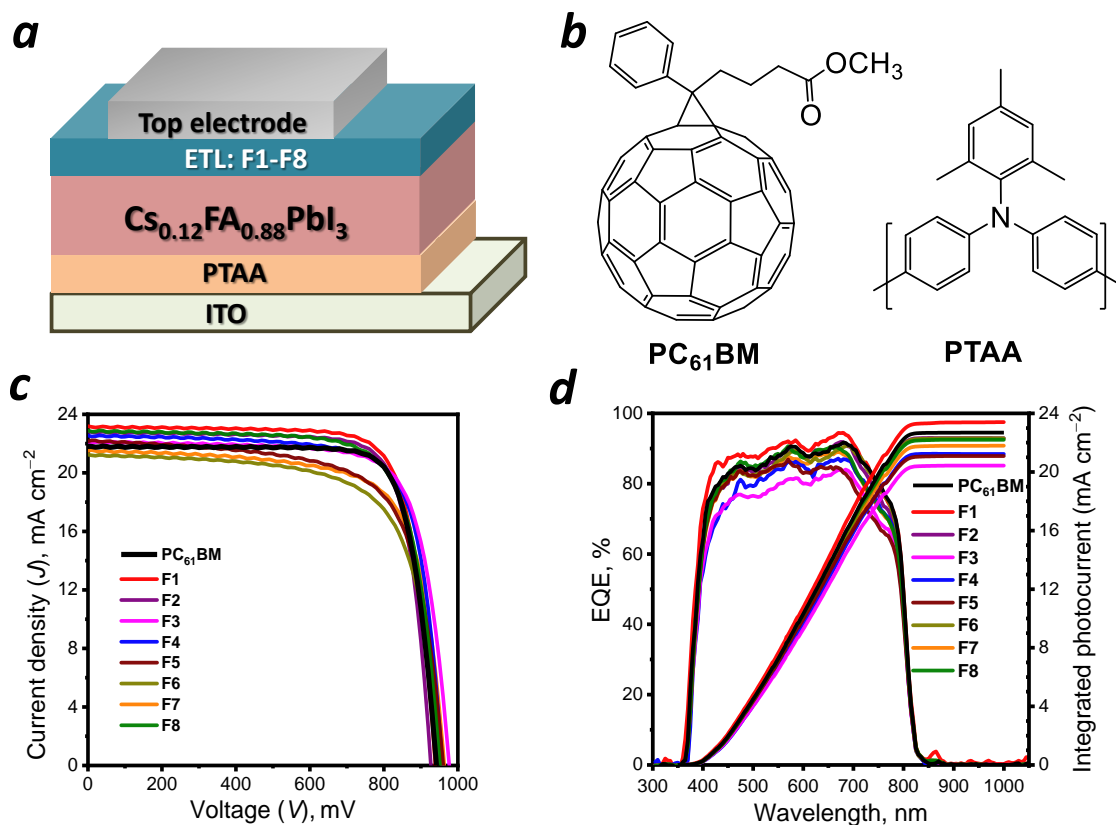 a
Top electrode
ETL: F1-F8
Cs0.12FA0.88PbI3
PTAA
ITO
b
OCH3
O
N
PC61BM
PTAA
c
24
20
16
12
8
4
0
Current density (J), mA cm−2
PC61BM
F1
F2
F3
F4
F5
F6
F7
F8
0 200 400 600 800 1000
Voltage (V), mV
d
100
80
60
40
20
0
EQE, %
PC61BM
F1
F2
F3
F4
F5
F6
F7
F8
24
20
16
12
8
4
0
Integrated photocurrent (mA cm−2)
300 400 500 600 700 800 900 1000
Wavelength, nm